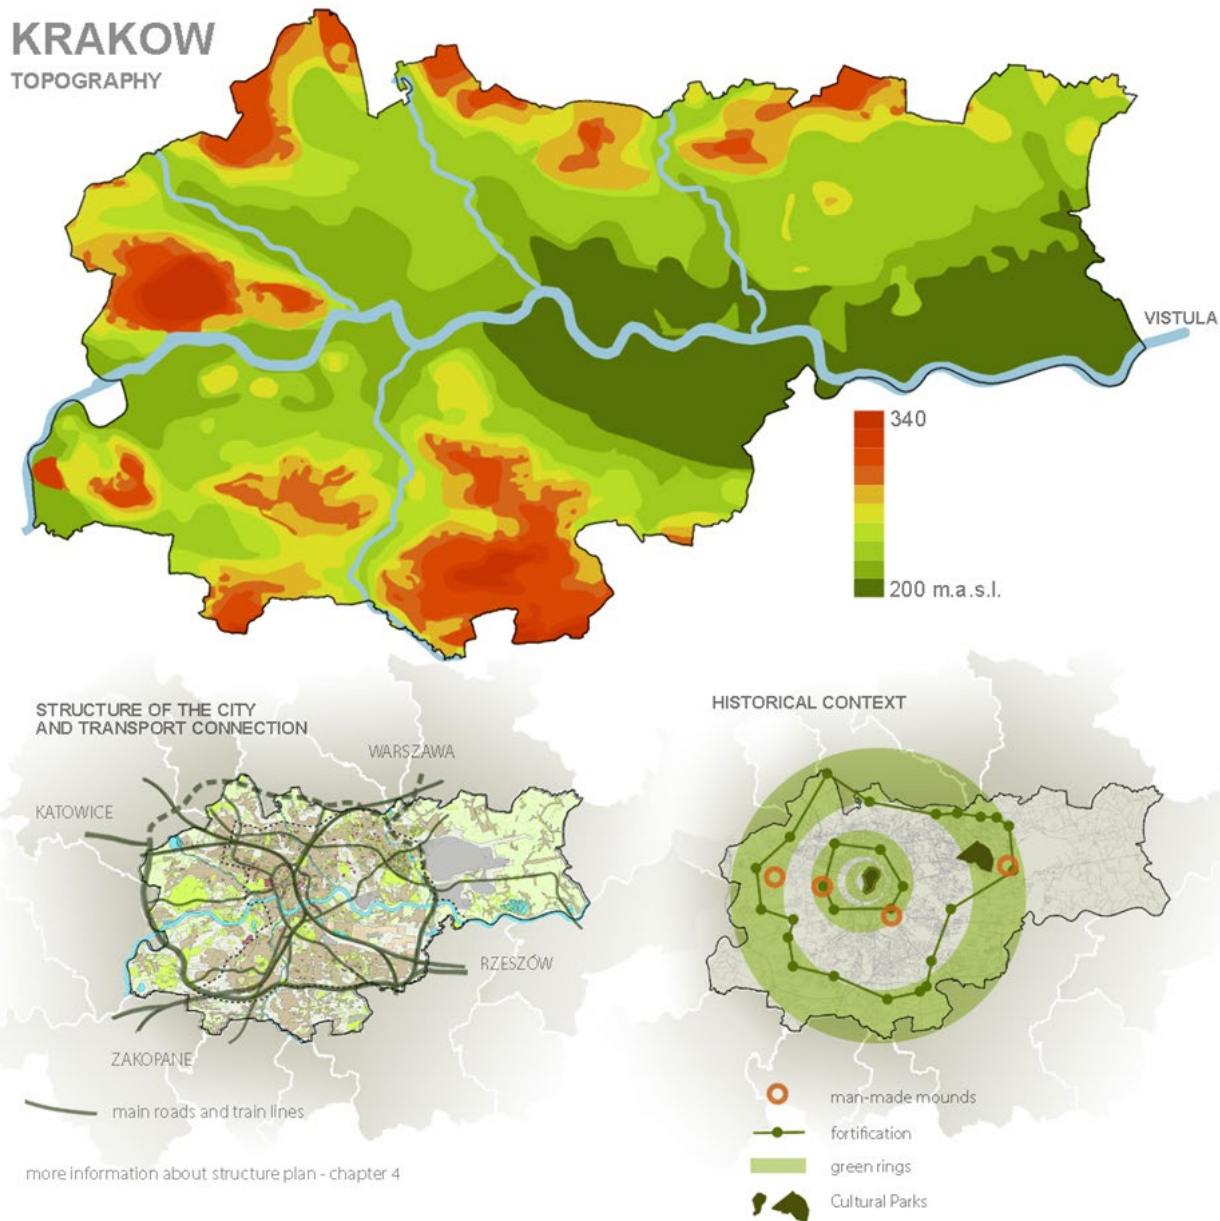 KRAKOW
TOPOGRAPHY
VISTULA
340
200 m.a.s.l.
STRUCTURE OF THE CITY
AND TRANSPORT CONNECTION
WARSZAWA
KATOWICE
RZESZÓW
ZAKOPANE
main roads and train lines
more information about structure plan - chapter 4
HISTORICAL CONTEXT
man-made mounds
fortification
green rings
Cultural Parks